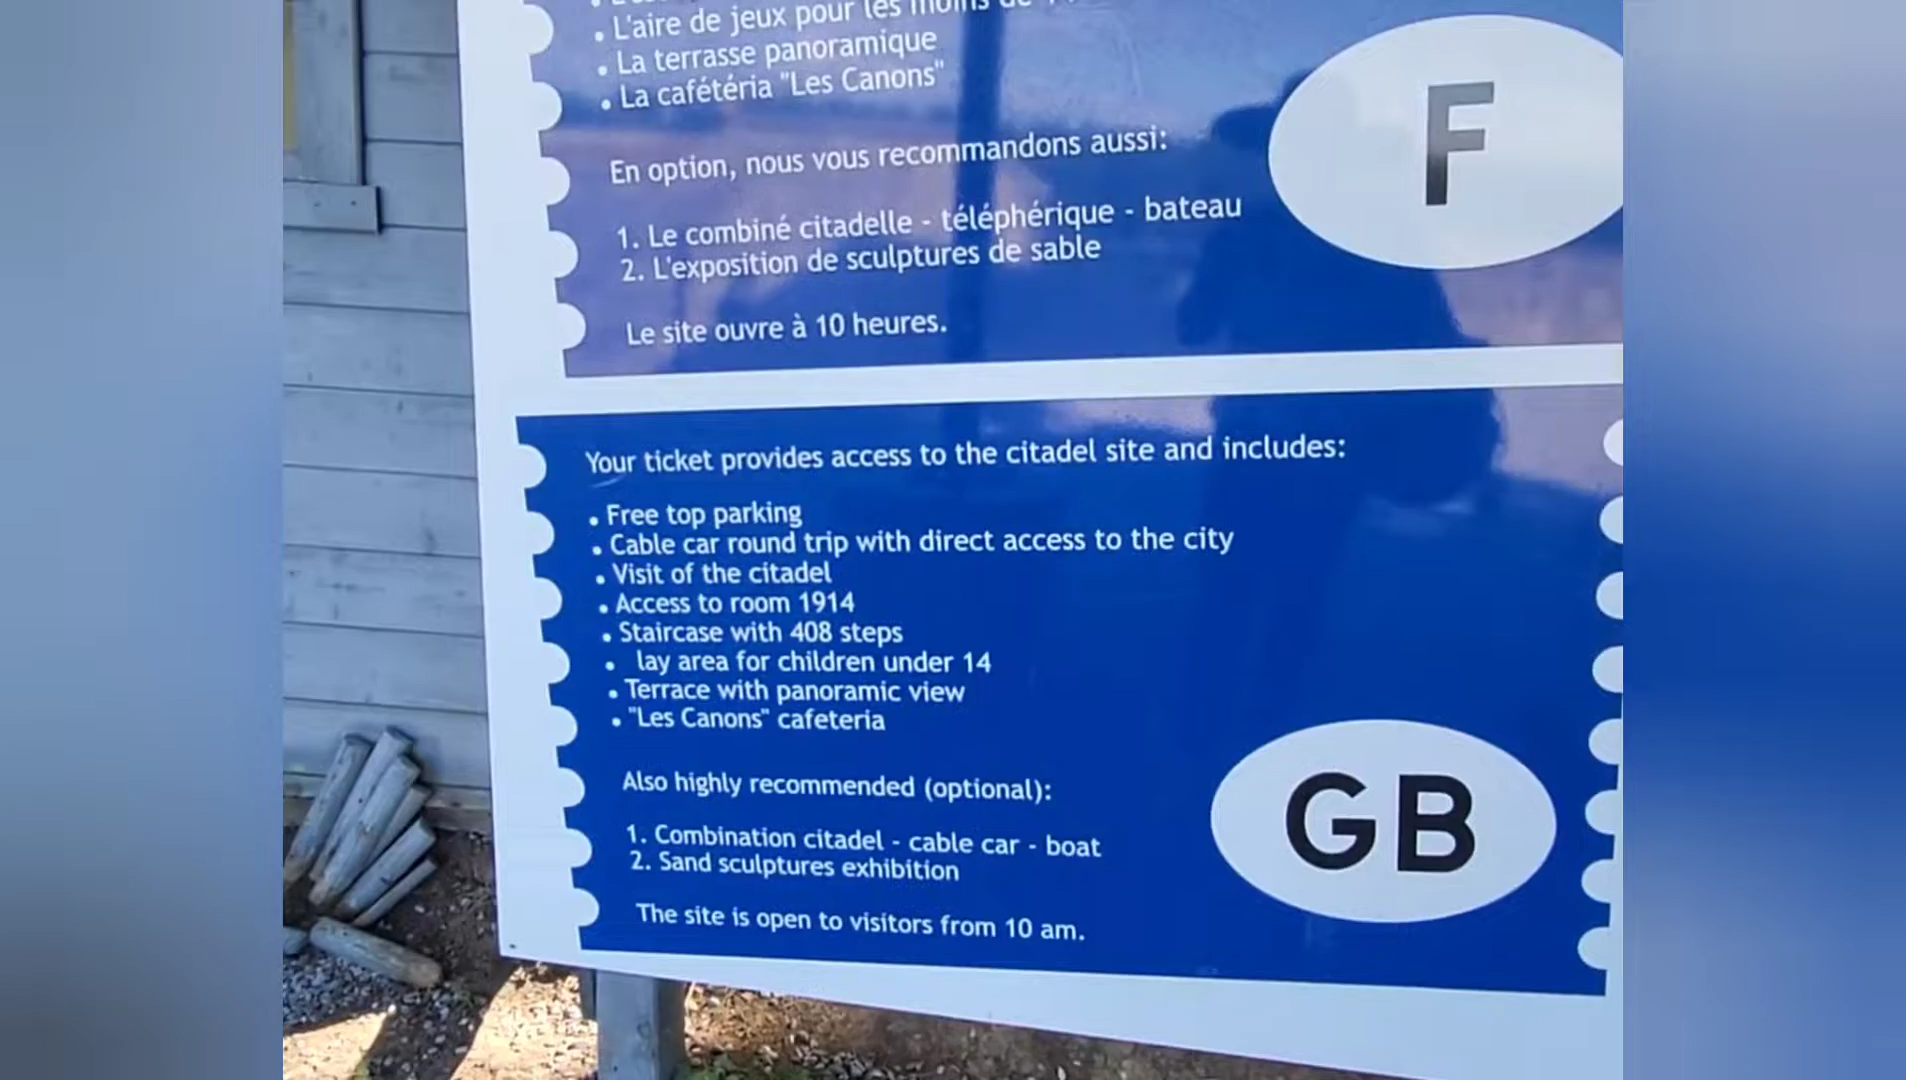 • L'aire de jeux pour les moins de
• La terrasse panoramique
• La cafétéria "Les Canons"
En option, nous vous recommandons aussi:
1. Le combiné citadelle - téléphérique - bateau
2. L'exposition de sculptures de sable
Le site ouvre à 10 heures.
F
Your ticket provides access to the citadel site and includes:
• Free top parking
• Cable car round trip with direct access to the city
• Visit of the citadel
• Access to room 1914
• Staircase with 408 steps
• lay area for children under 14
• Terrace with panoramic view
• "Les Canons" cafeteria
Also highly recommended (optional):
1. Combination citadel - cable car - boat
2. Sand sculptures exhibition
The site is open to visitors from 10 am.
GB